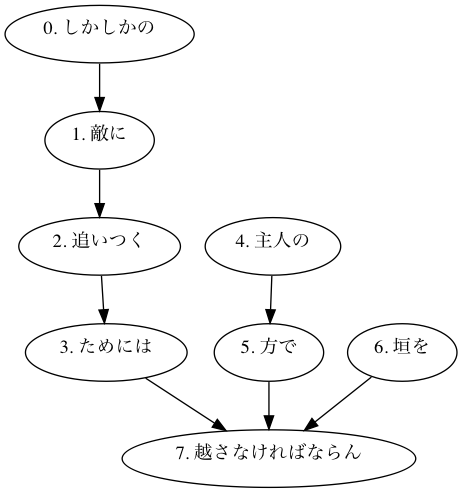 0. しかしかの
1. 敵に
2. 追いつく
4. 主人の
3. ためには
5. 方で
6. 垣を
7. 越さなければならん